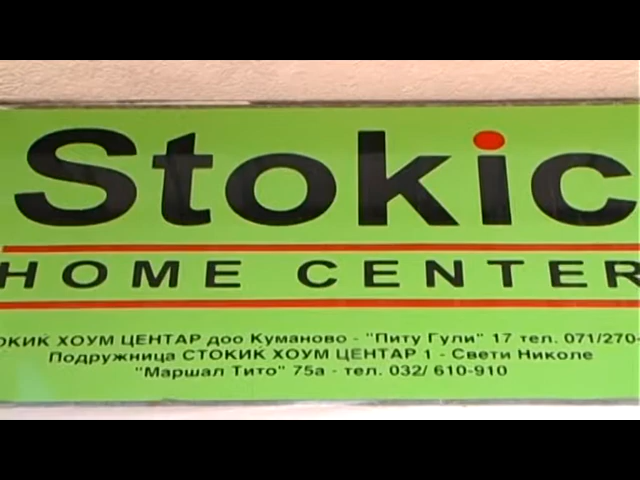 Stokic
HOME CENTER
ОКИК ХОУМ ЦЕНТАР доо Куманово - "Питу Гули" 17 тел. 071/270-
Подружница СТОКИК ХОУМ ЦЕНТАР 1 - Свети Николе
"Маршал Тито" 75а - тел. 032/ 610-910